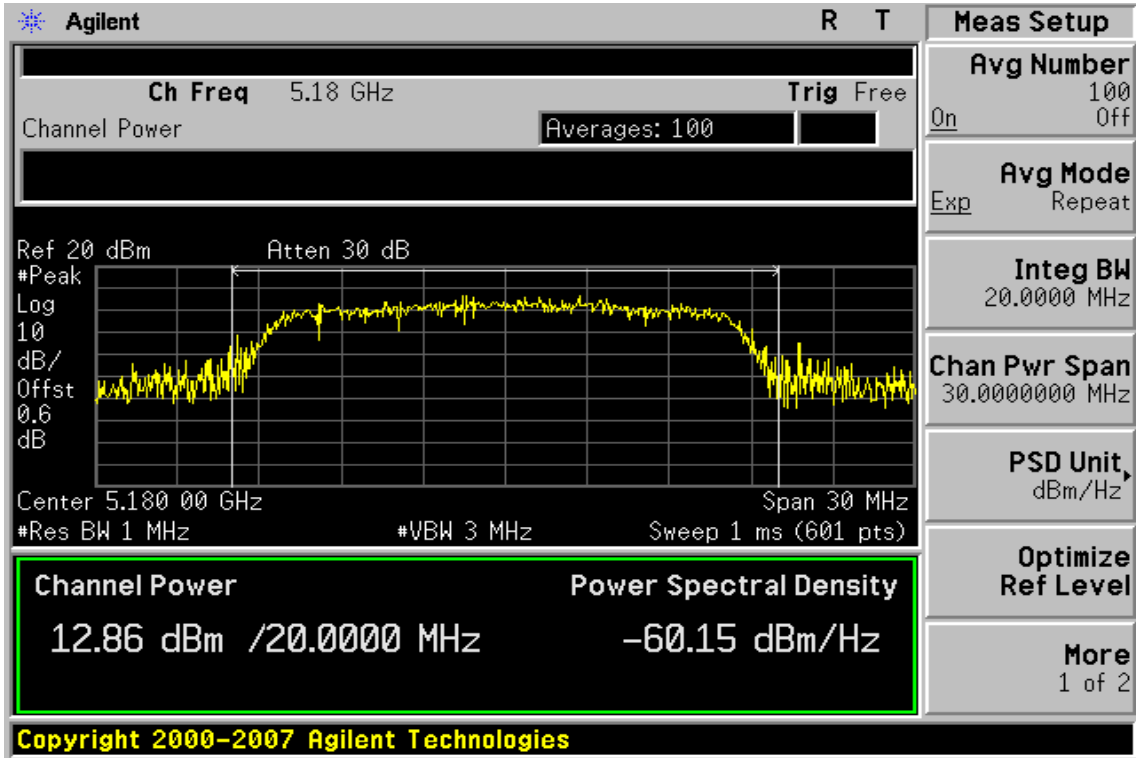 Agilent R T
Ch Freq 5.18 GHz Trig Free
Channel Power Averages: 100
Ref 20 dBm Atten 30 dB
#Peak
Log
10
dB/
Offst
0.6
dB
Center 5.180 00 GHz Span 30 MHz
#Res BW 1 MHz #VBW 3 MHz Sweep 1 ms (601 pts)
Channel Power Power Spectral Density
12.86 dBm /20.0000 MHz -60.15 dBm/Hz
Meas Setup
Avg Number
100
On Off
Avg Mode
Exp Repeat
Integ BW
20.0000 MHz
Chan Pwr Span
30.0000000 MHz
PSD Unit
dBm/Hz
Optimize
Ref Level
More
1 of 2
Copyright 2000-2007 Agilent Technologies